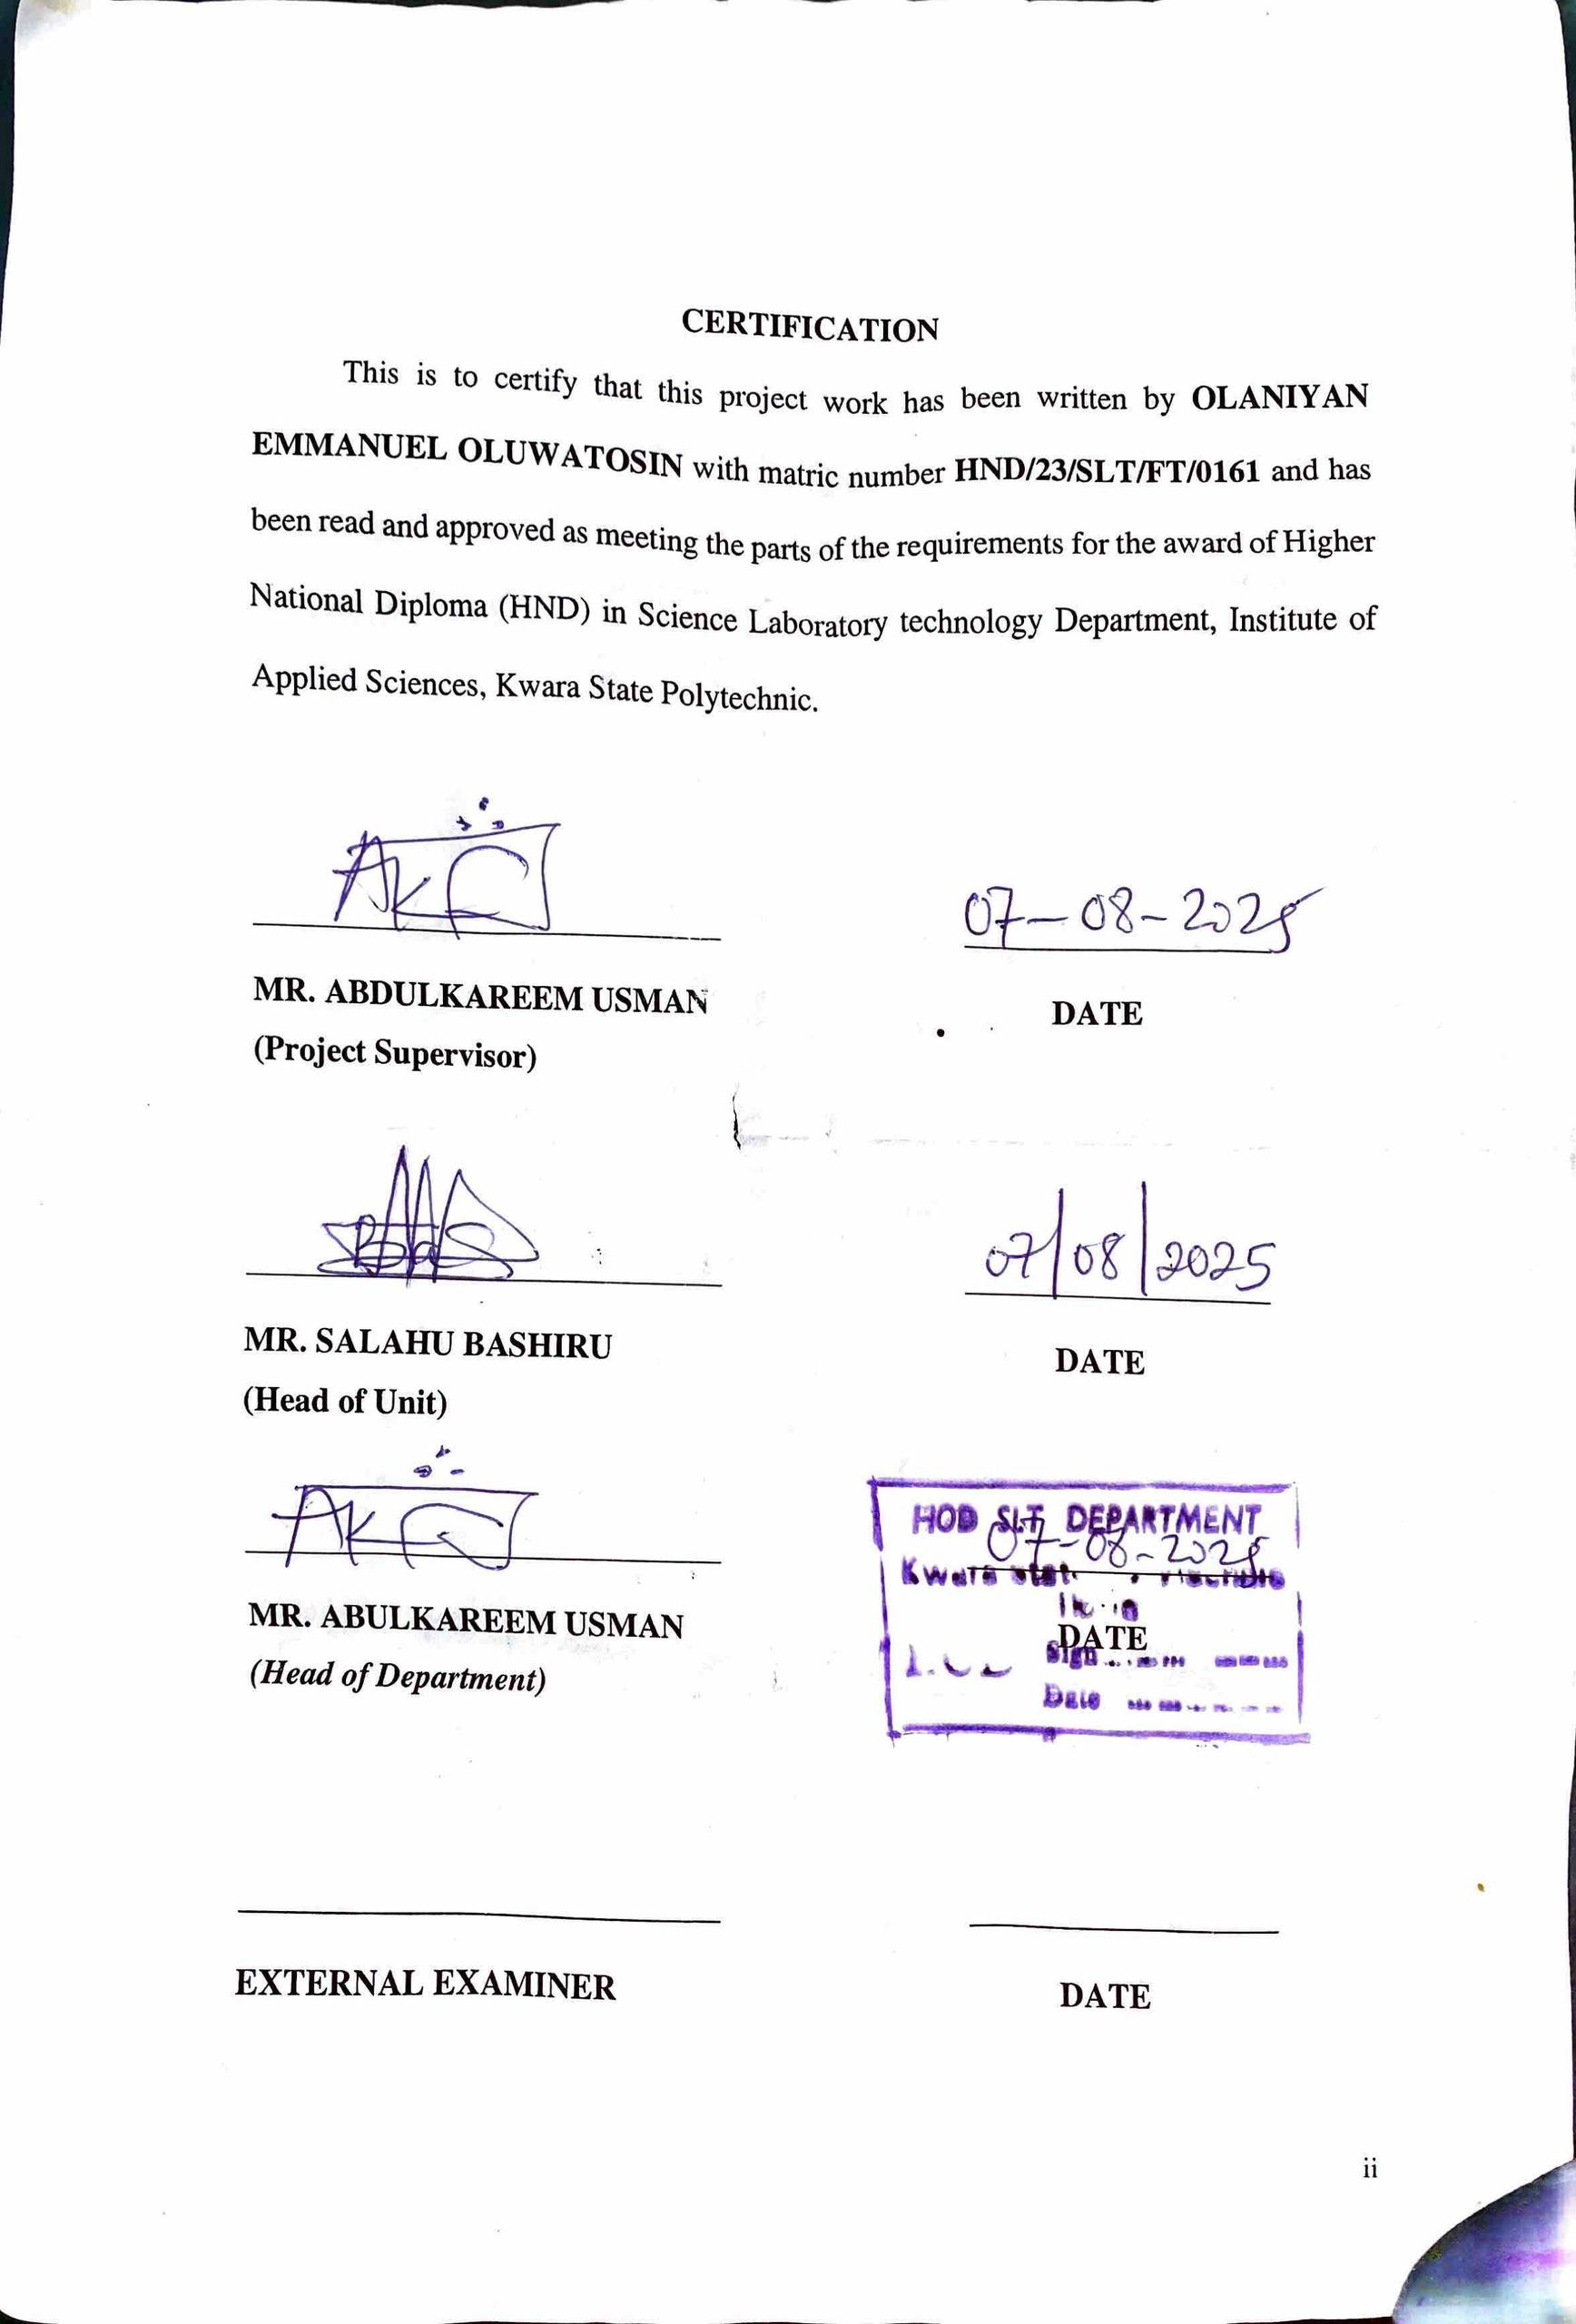 CERTIFICATION
This is to certify that this project work has been written by OLANIYAN
EMMANUEL OLUWATOSIN with matric number HND/23/SLT/FT/0161 and has
been read and approved as meeting the parts of the requirements for the award of Higher
National Diploma (HND) in Science Laboratory technology Department, Institute of
Applied Sciences, Kwara State Polytechnic.
07-08-2025
MR. ABDULKAREEM USMAN DATE
(Project Supervisor)
07/08/2025
MR. SALAHU BASHIRU DATE
(Head of Unit)
HOD SLT DEPARTMENT
07-08-2025
Kwara
MR. ABULKAREEM USMAN DATE
(Head of Department)
Sign
Date
EXTERNAL EXAMINER DATE
ii